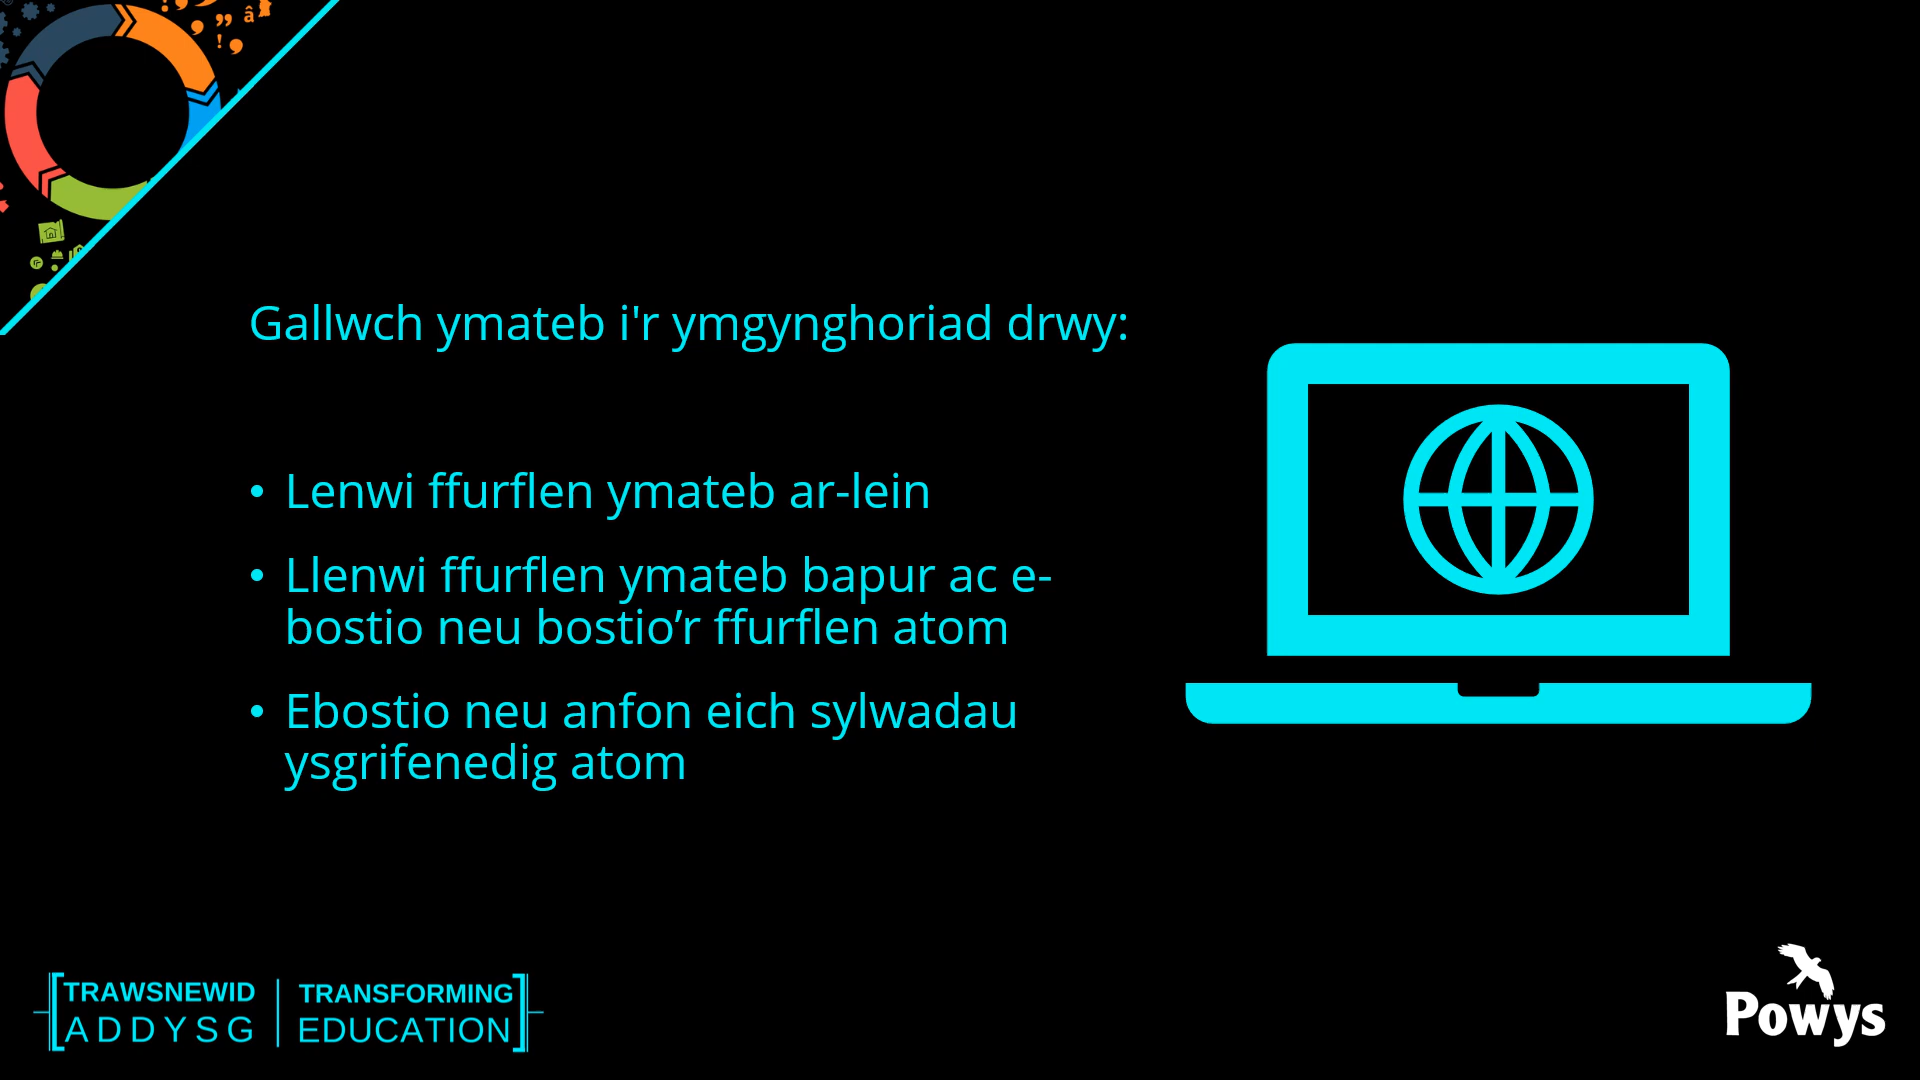 Gallwch ymateb i'r ymgynghoriad drwy:
• Lenwi ffurflen ymateb ar-lein
• Llenwi ffurflen ymateb bapur ac e-
bostio neu bostio’r ffurflen atom
• Ebostio neu anfon eich sylwadau
ysgrifenedig atom
TRAWSNEWID
ADDYSG
TRANSFORMING
EDUCATION
Powys